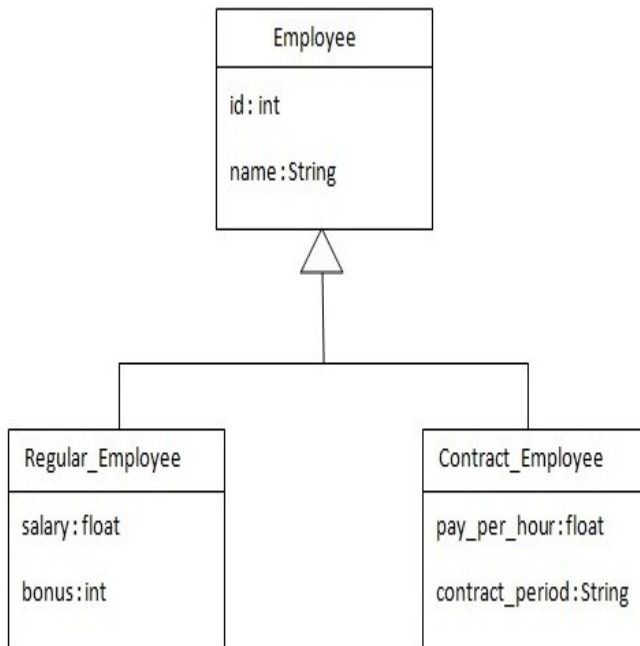 Employee
id: int
name:String
Regular_Employee
salary:float
bonus:int
Contract_Employee
pay_per_hour:float
contract_period:String